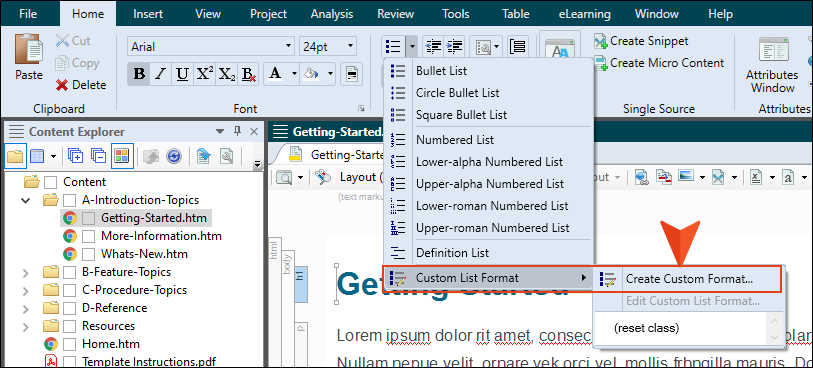 File Home Insert View Project Analysis Review Tools Table eLearning Window Help
Paste
Cut
Copy
Delete
Clipboard
Arial 24pt
B I U X² X₂ B A
Font
Create Snippet
Create Micro Content
Single Source
Attributes
Window
Attributes
Bullet List
Circle Bullet List
Square Bullet List
Numbered List
Lower-alpha Numbered List
Upper-alpha Numbered List
Lower-roman Numbered List
Upper-roman Numbered List
Definition List
Custom List Format
Create Custom Format...
Edit Custom List Format...
(reset class)
Content Explorer
Content
A-Introduction-Topics
Getting-Started.htm
More-Information.htm
Whats-New.htm
B-Feature-Topics
C-Procedure-Topics
D-Reference
Resources
Home.htm
Template Instructions.pdf
Getting-Started.
Getting-Starte
Layout (
(text marku
html
body
h1
p
Getting Started
Lorem ipsum dolor rit amet, consec
Nullam nepue velit, ornare vek orci vel, mollis frhngilla mauris. Do